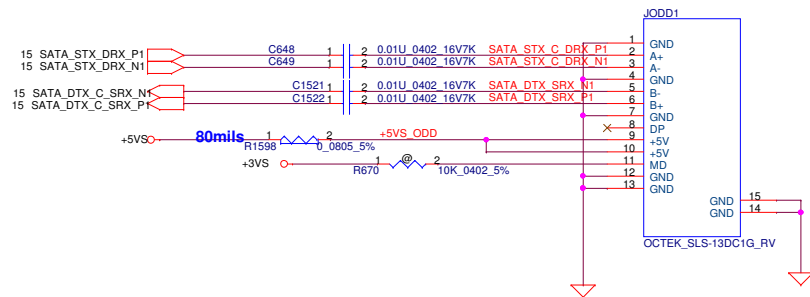 JODD1
15 SATA_STX_DRX_P1 C648 1 2 0.01U_0402_16V7K SATA_STX_C_DRX_P1 1 GND
15 SATA_STX_DRX_N1 C649 1 2 0.01U_0402_16V7K SATA_STX_C_DRX_N1 2 A+
3 A-
4 GND
15 SATA_DTX_C_SRX_N1 C1521 1 2 0.01U_0402_16V7K SATA_DTX_SRX_N1 5 B-
15 SATA_DTX_C_SRX_P1 C1522 1 2 0.01U_0402_16V7K SATA_DTX_SRX_P1 6 B+
7 GND
8 DP
+5VS 80mils R1598 1 2 0_0805_5% +5VS_ODD 9 +5V
10 +5V
+3VS R670 1 @ 2 10K_0402_5% 11 MD
12 GND
13 GND
GND 15
GND 14
OCTEK_SLS-13DC1G_RV